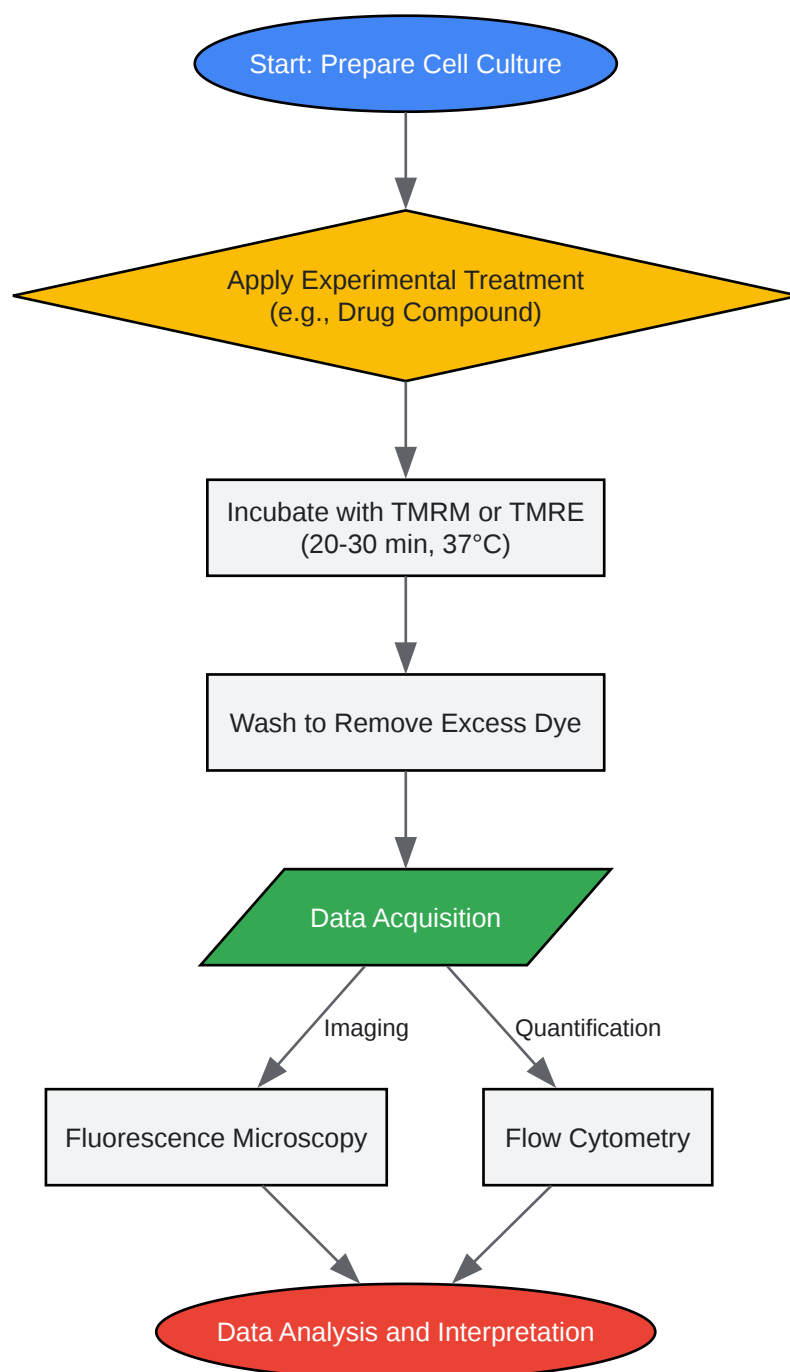 Start: Prepare Cell Culture
Apply Experimental Treatment
(e.g., Drug Compound)
Incubate with TMRM or TMRE
(20-30 min, 37°C)
Wash to Remove Excess Dye
Data Acquisition
Imaging
Quantification
Fluorescence Microscopy
Flow Cytometry
Data Analysis and Interpretation